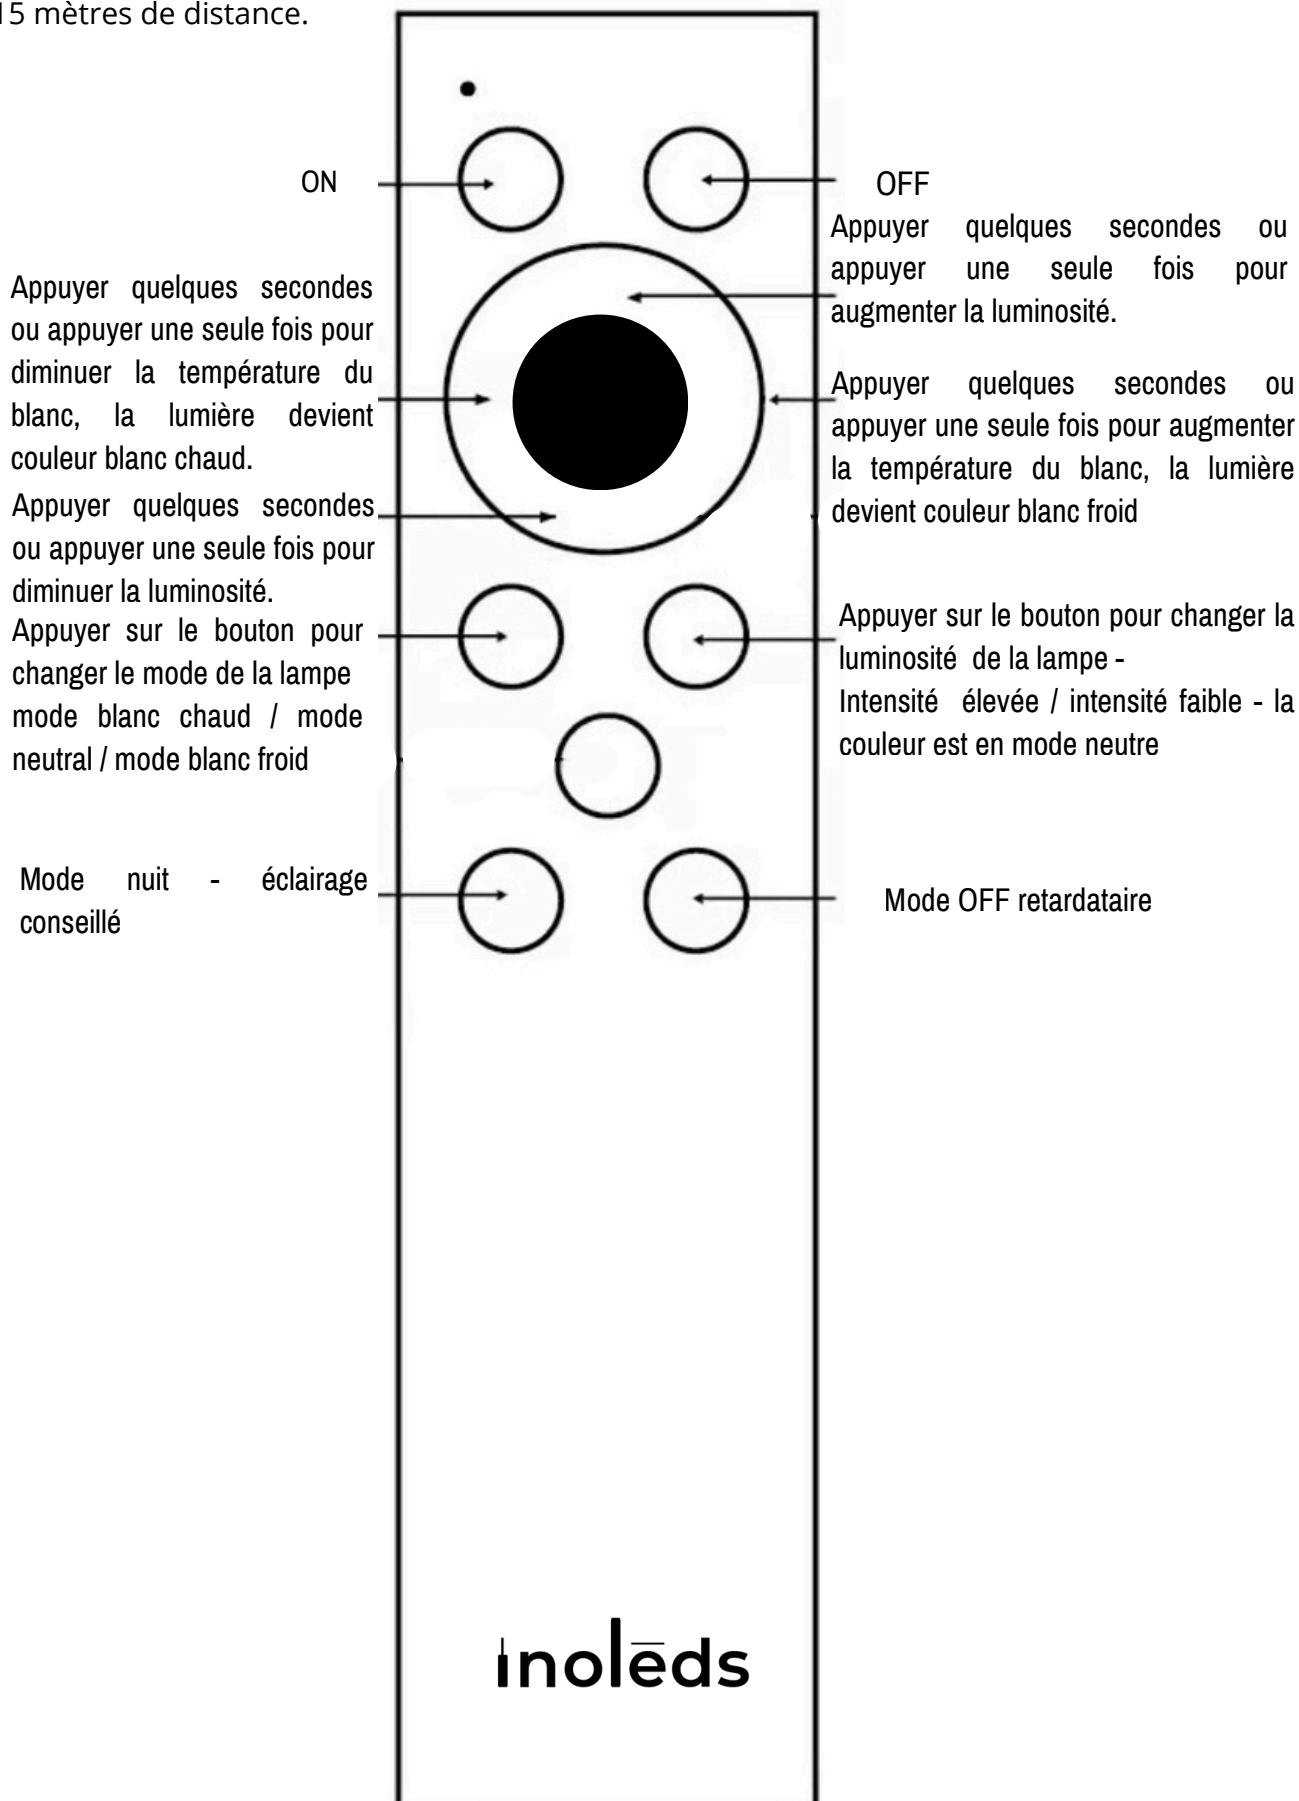 15 mètres de distance.
ON
OFF
Appuyer quelques secondes ou
appuyer une seule fois pour
augmenter la luminosité.
Appuyer quelques secondes
ou appuyer une seule fois pour
diminuer la température du
blanc, la lumière devient
couleur blanc chaud.
Appuyer quelques secondes ou
appuyer une seule fois pour augmenter
la température du blanc, la lumière
devient couleur blanc froid
Appuyer quelques secondes
ou appuyer une seule fois pour
diminuer la luminosité.
Appuyer sur le bouton pour
changer le mode de la lampe
mode blanc chaud / mode
neutral / mode blanc froid
Appuyer sur le bouton pour changer la
luminosité de la lampe -
Intensité élevée / intensité faible - la
couleur est en mode neutre
Mode nuit - éclairage
conseillé
Mode OFF retardataire
inolēds